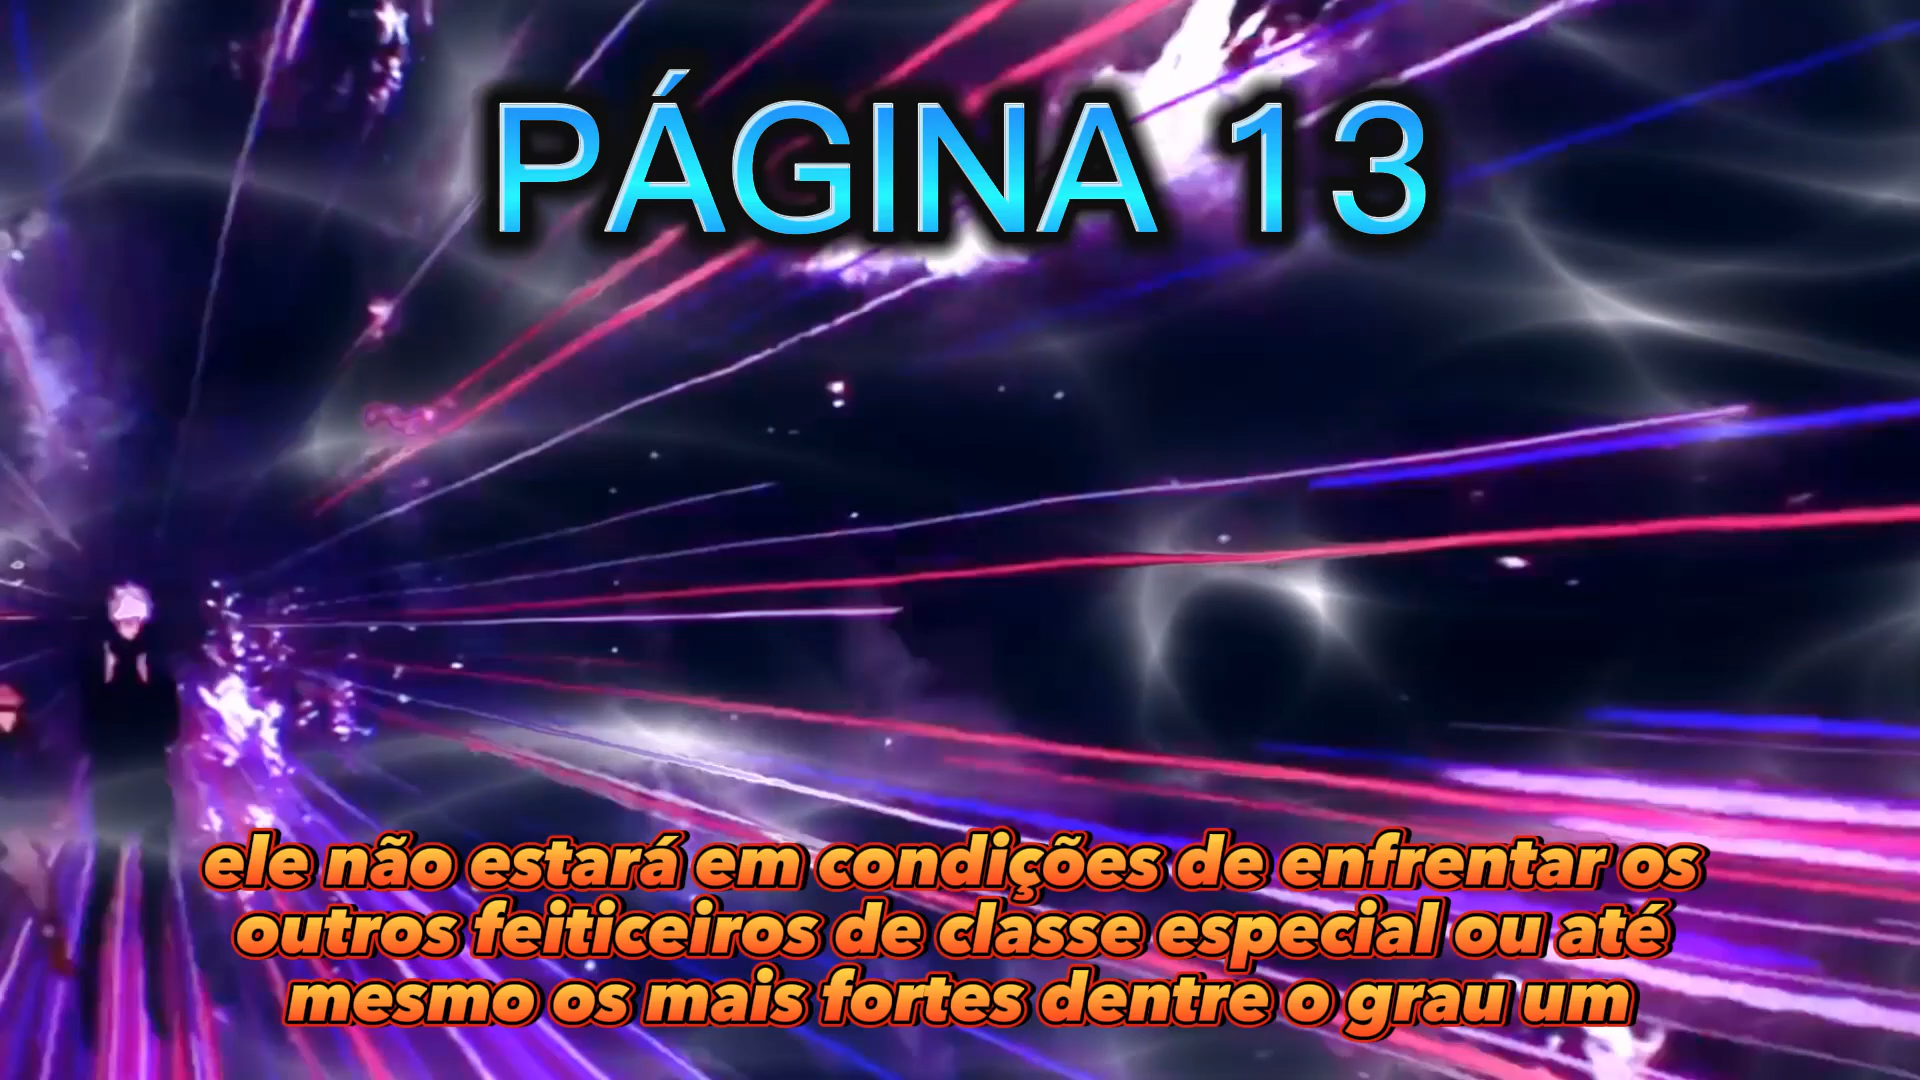 PÁGINA 13
ele não estará em condições de enfrentar os
outros feiticeiros de classe especial ou até
mesmo os mais fortes dentre o grau um